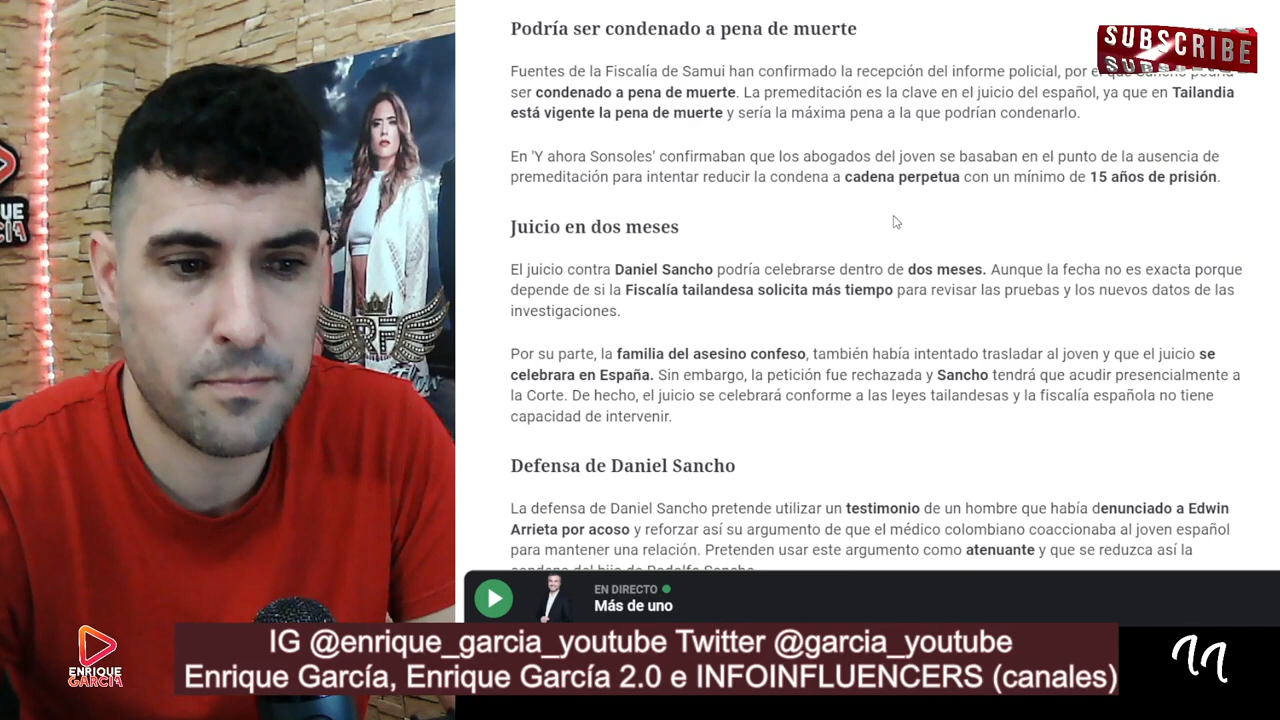 Podría ser condenado a pena de muerte
SUBSCRIBE
Fuentes de la Fiscalía de Samui han confirmado la recepción del informe policial, por el que Sancho podría
ser condenado a pena de muerte. La premeditación es la clave en el juicio del español, ya que en Tailandia
está vigente la pena de muerte y sería la máxima pena a la que podrían condenarlo.
En 'Y ahora Sonsoles' confirmaban que los abogados del joven se basaban en el punto de la ausencia de
premeditación para intentar reducir la condena a cadena perpetua con un mínimo de 15 años de prisión.
Juicio en dos meses
El juicio contra Daniel Sancho podría celebrarse dentro de dos meses. Aunque la fecha no es exacta porque
depende de si la Fiscalía tailandesa solicita más tiempo para revisar las pruebas y los nuevos datos de las
investigaciones.
Por su parte, la familia del asesino confeso, también había intentado trasladar al joven y que el juicio se
celebrara en España. Sin embargo, la petición fue rechazada y Sancho tendrá que acudir presencialmente a
la Corte. De hecho, el juicio se celebrará conforme a las leyes tailandesas y la fiscalía española no tiene
capacidad de intervenir.
Defensa de Daniel Sancho
La defensa de Daniel Sancho pretende utilizar un testimonio de un hombre que había denunciado a Edwin
Arrieta por acoso y reforzar así su argumento de que el médico colombiano coaccionaba al joven español
para mantener una relación. Pretenden usar este argumento como atenuante y que se reduzca así la
condena del hijo de Rodolfo Sancho
EN DIRECTO
Más de uno
IG @enrique_garcia_youtube Twitter @garcia_youtube
Enrique García, Enrique García 2.0 e INFOINFLUENCERS (canales)
ENRIQUE
GARCIA